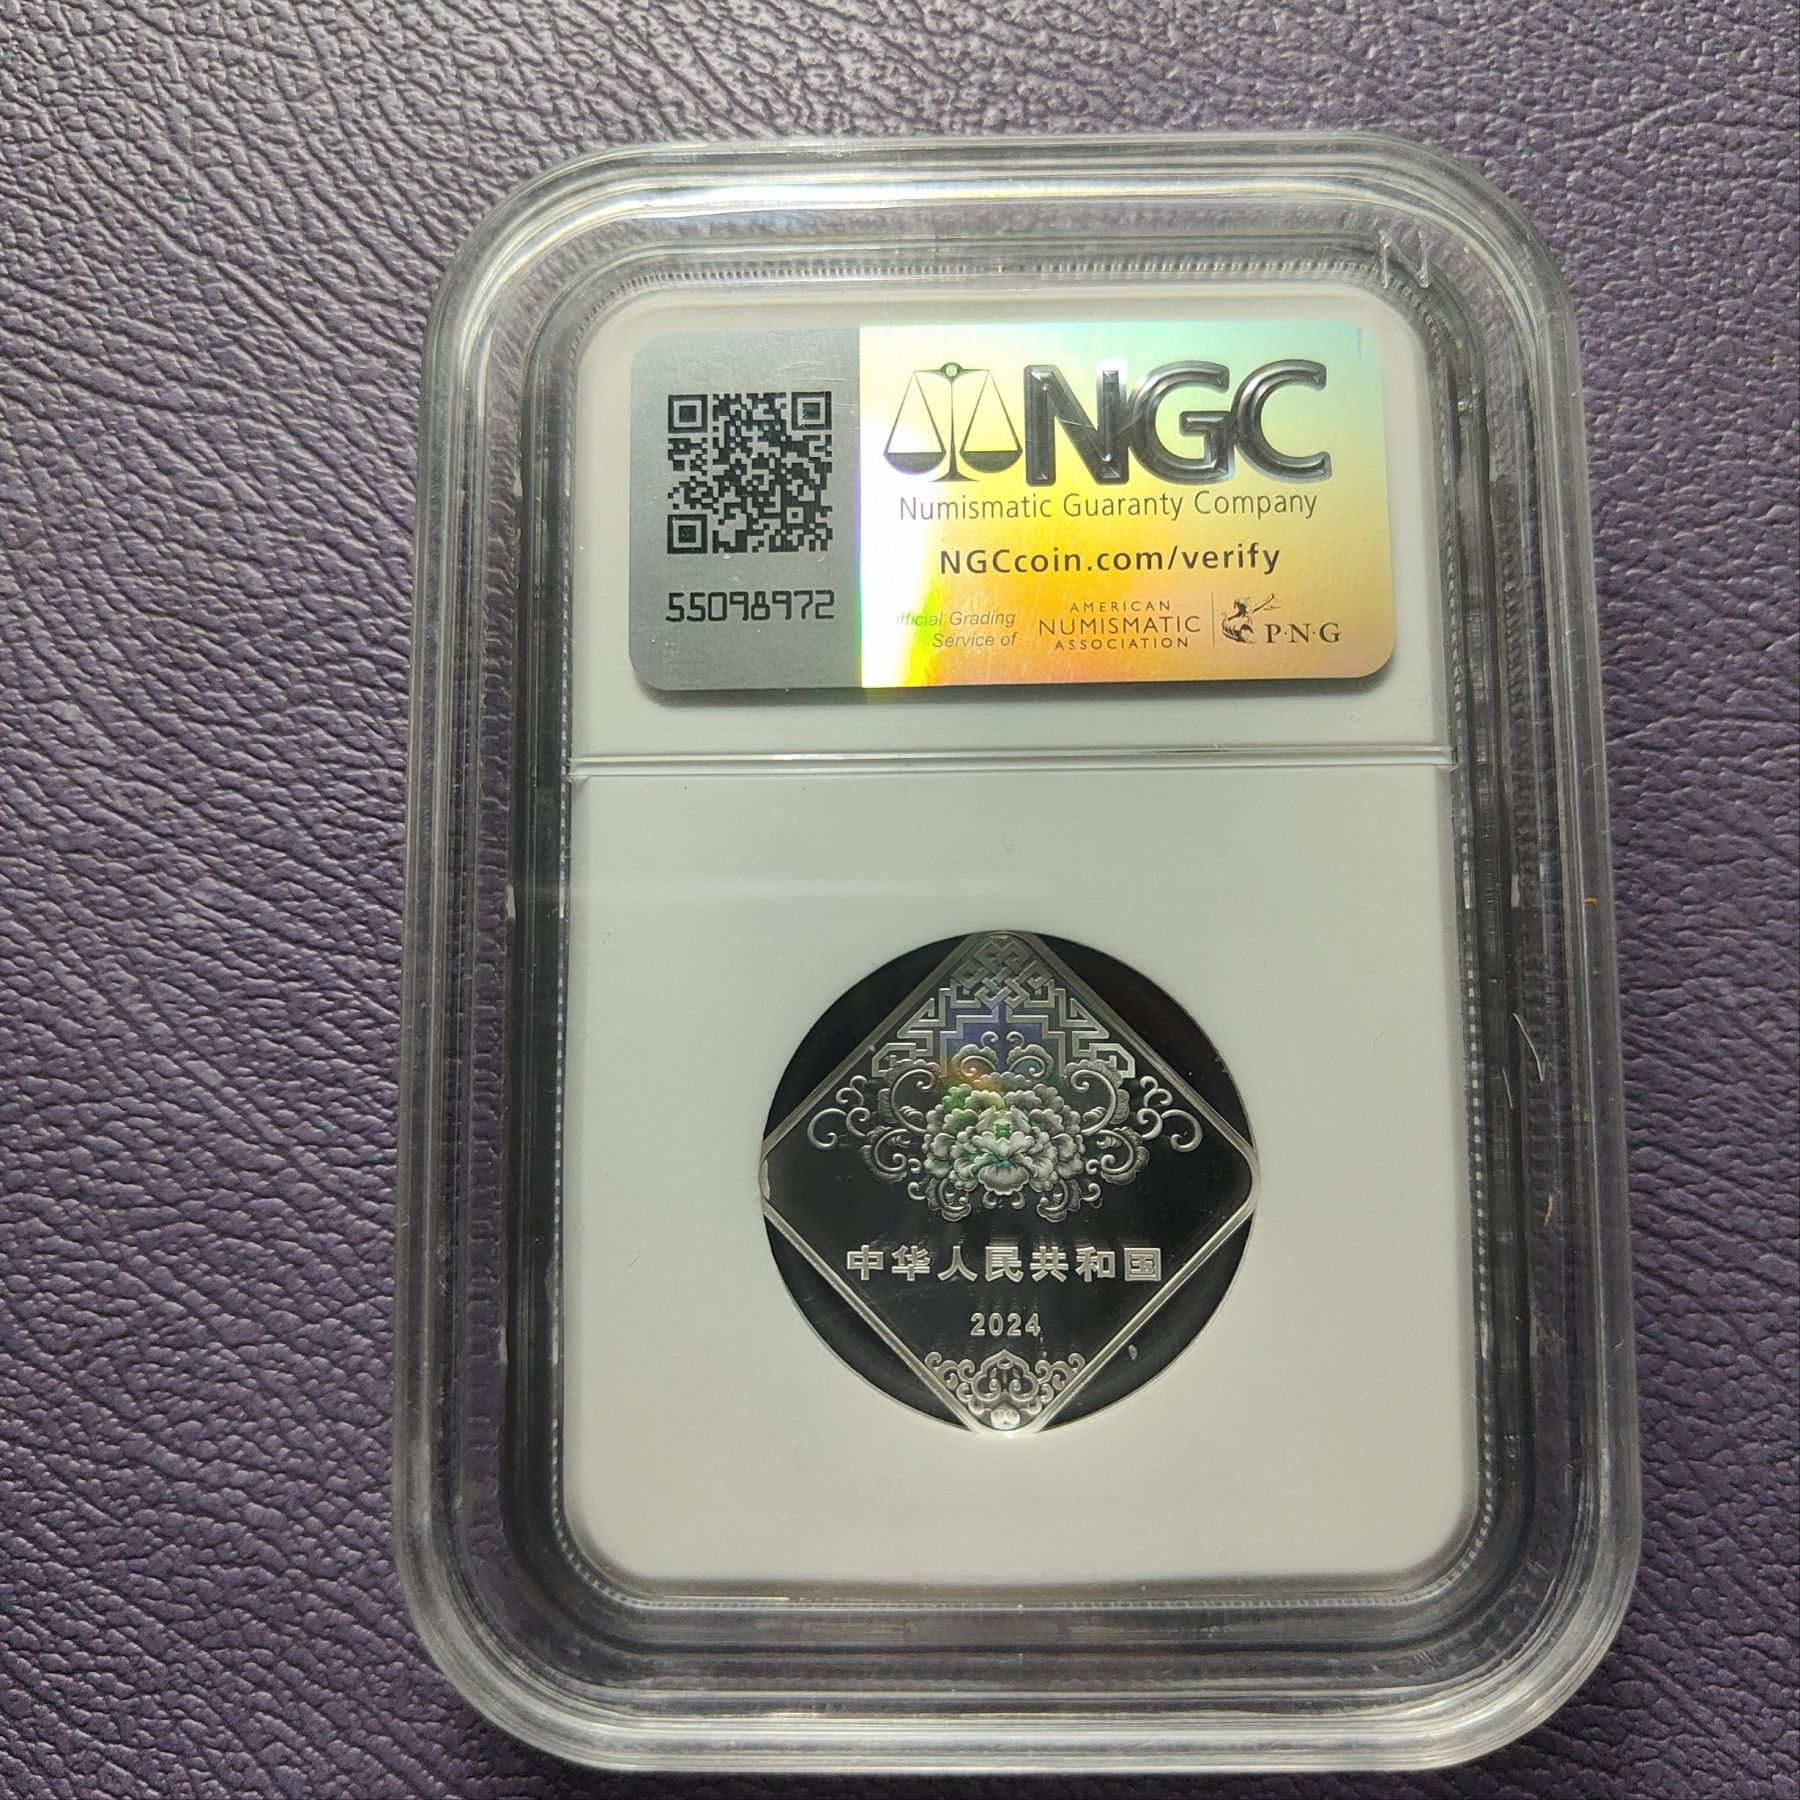 NGC
Numismatic Guaranty Company
NGCcoin.com/verify
55098972
Official Grading
Service of
AMERICAN
NUMISMATIC
ASSOCIATION
P·N·G
中华人民共和国
2024